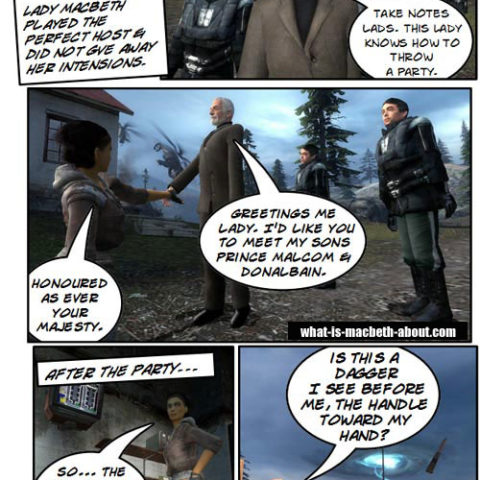 LADY MACBETH
PLAYED THE
PERFECT HOST &
DID NOT GVE AWAY
HER INTENSIONS.
TAKE NOTES
LADS. THIS LADY
KNOWS HOW TO
THROW
A PARTY.
GREETINGS ME
LADY. I'D LIKE YOU
TO MEET MY SONS
PRINCE MALCOM &
DONALBAIN.
HONOURED
AS EVER
YOUR
MAJESTY.
what-is-macbeth-about.com
AFTER THE PARTY...
SO... THE
IS THIS A
DAGGER
I SEE BEFORE
ME, THE HANDLE
TOWARD MY
HAND?